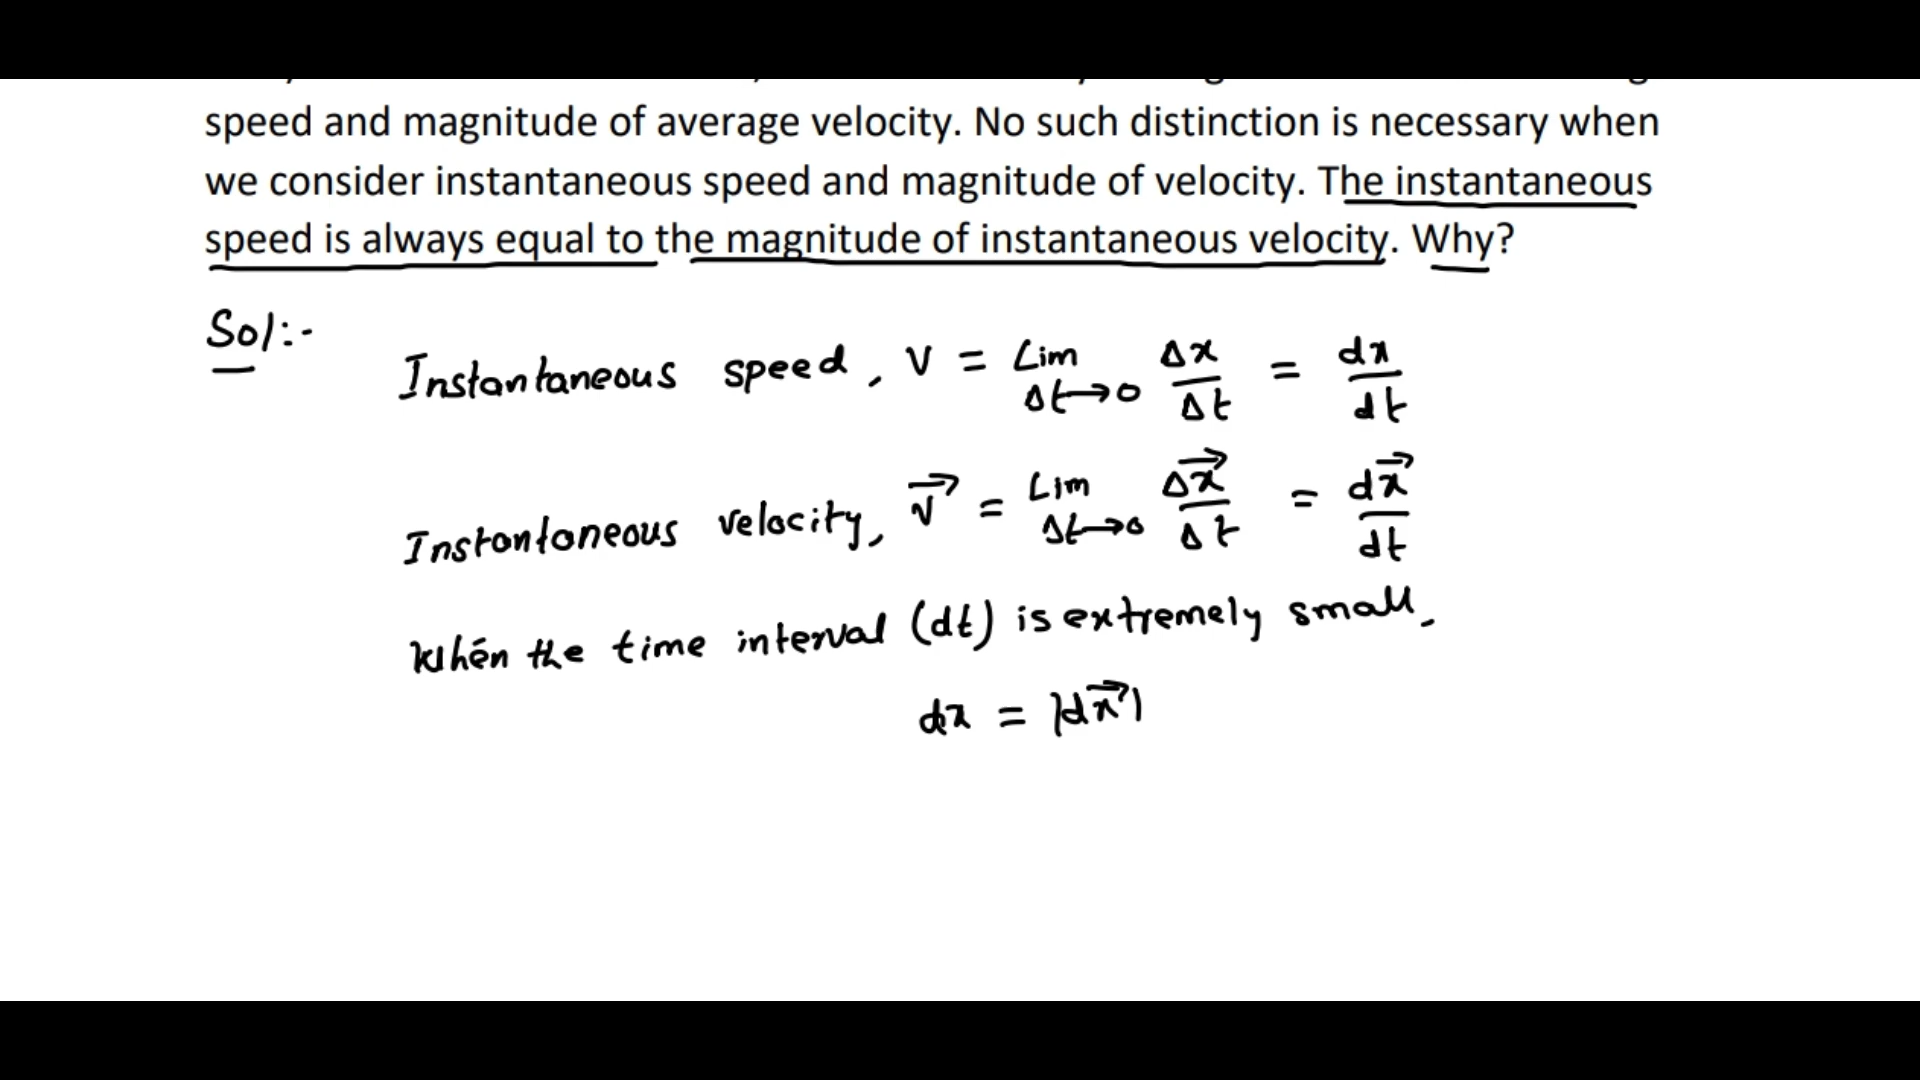 speed and magnitude of average velocity. No such distinction is necessary when
we consider instantaneous speed and magnitude of velocity. The instantaneous
speed is always equal to the magnitude of instantaneous velocity. Why?
Sol:-
Instantaneous speed, v = Lim Δt→0 Δx/Δt = dx/dt
Instantaneous velocity, v⃗ = Lim Δt→0 Δx⃗/Δt = dx⃗/dt
When the time interval (dt) is extremely small.
dx = |dx⃗|